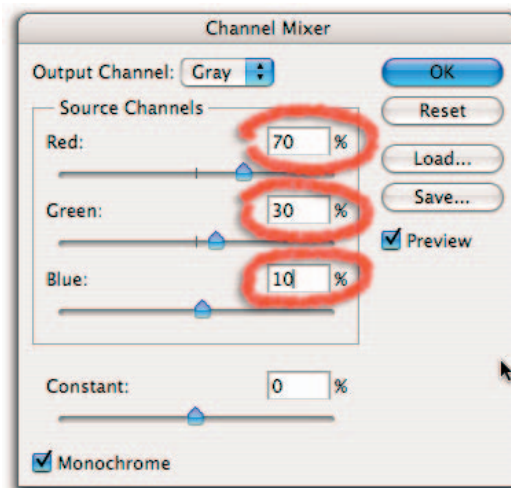 Channel Mixer
Output Channel: Gray
OK
Source Channels
Reset
Red: 70 %
Load...
Green: 30 %
Save...
Preview
Blue: 10 %
Constant: 0 %
Monochrome